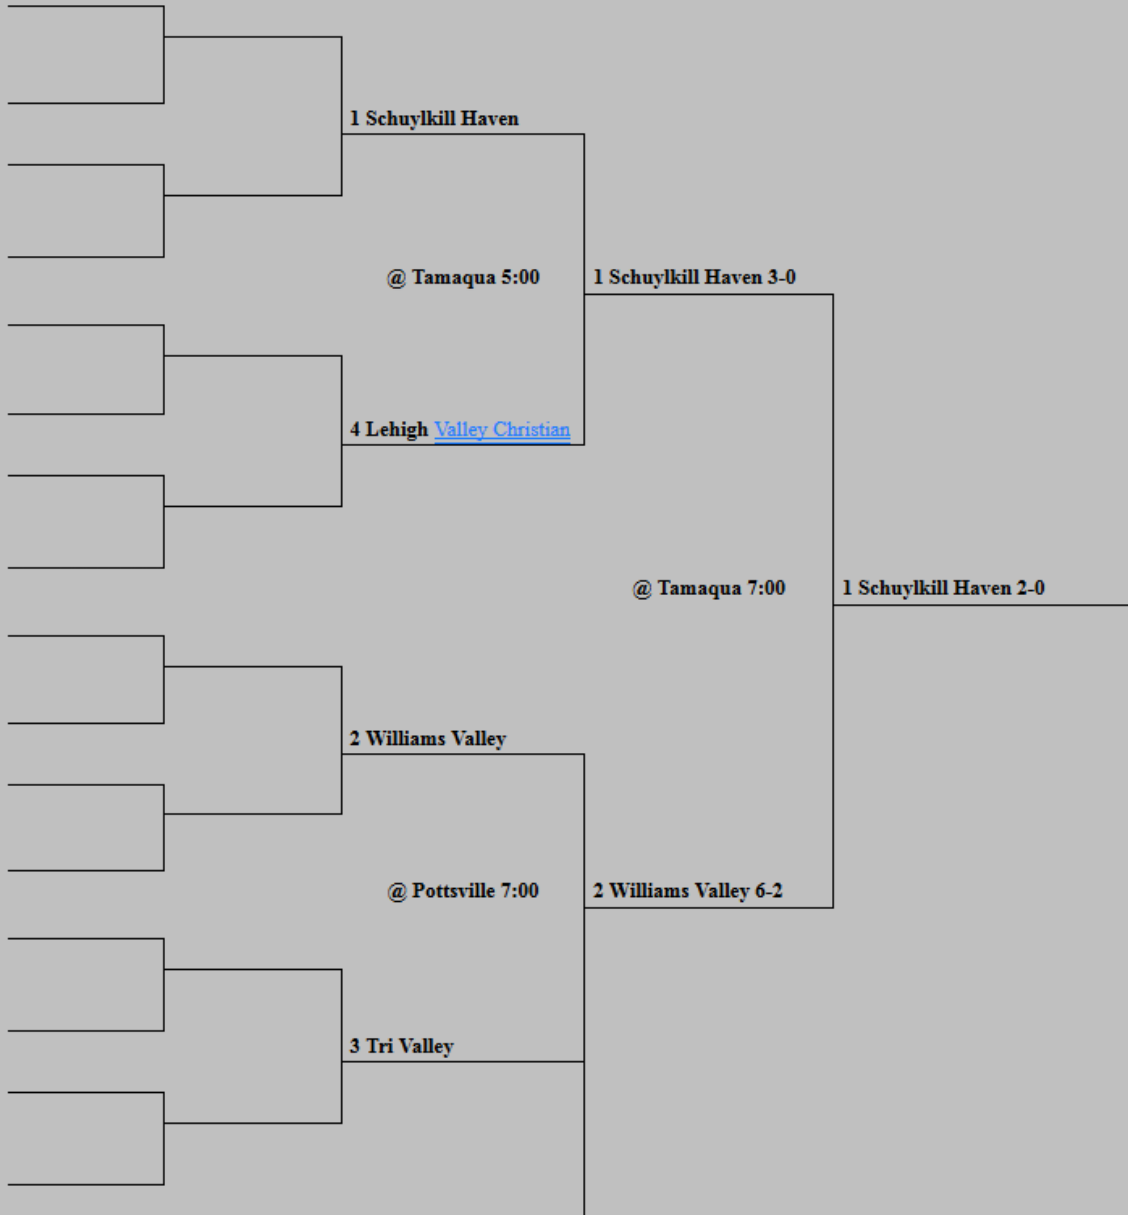 1 Schuylkill Haven
@ Tamaqua 5:00
1 Schuylkill Haven 3-0
4 Lehigh Valley Christian
@ Tamaqua 7:00
1 Schuylkill Haven 2-0
2 Williams Valley
@ Pottsville 7:00
2 Williams Valley 6-2
3 Tri Valley